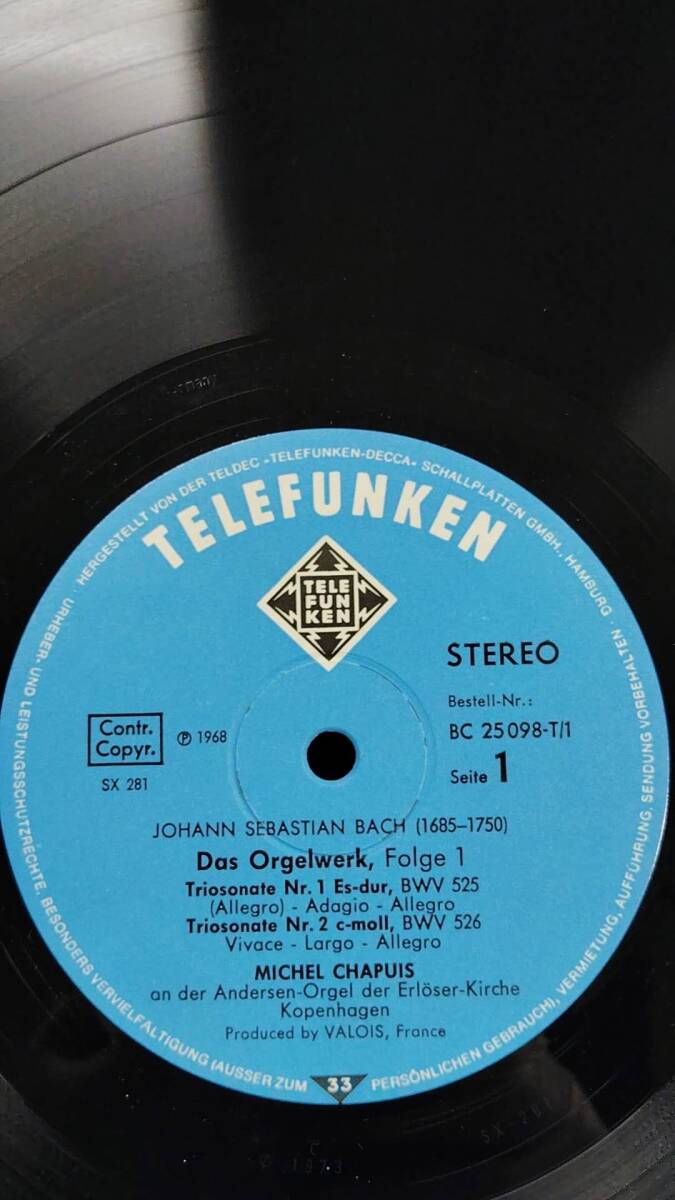 · HERGESTELLT VON DER TELDEC »TELEFUNKEN-DECCA« SCHALLPLATTEN GMBH., HAMBURG ·
URHEBER- UND LEISTUNGSSCHUTZRECHTE, BESONDERS VERVIELFÄLTIGUNG (AUSSER ZUM PERSÖNLICHEN GEBRAUCH), VERMIETUNG, AUFFÜHRUNG, SENDUNG VORBEHALTEN
TELEFUNKEN
TELE
FUN
KEN
STEREO
Bestell-Nr.:
BC 25098-T/1
Seite 1
Contr.
Copyr.
℗ 1968
SX 281
JOHANN SEBASTIAN BACH (1685–1750)
Das Orgelwerk, Folge 1
Triosonate Nr. 1 Es-dur, BWV 525
(Allegro) - Adagio - Allegro
Triosonate Nr. 2 c-moll, BWV 526
Vivace - Largo - Allegro
MICHEL CHAPUIS
an der Andersen-Orgel der Erlöser-Kirche
Kopenhagen
Produced by VALOIS, France
33
C
1973